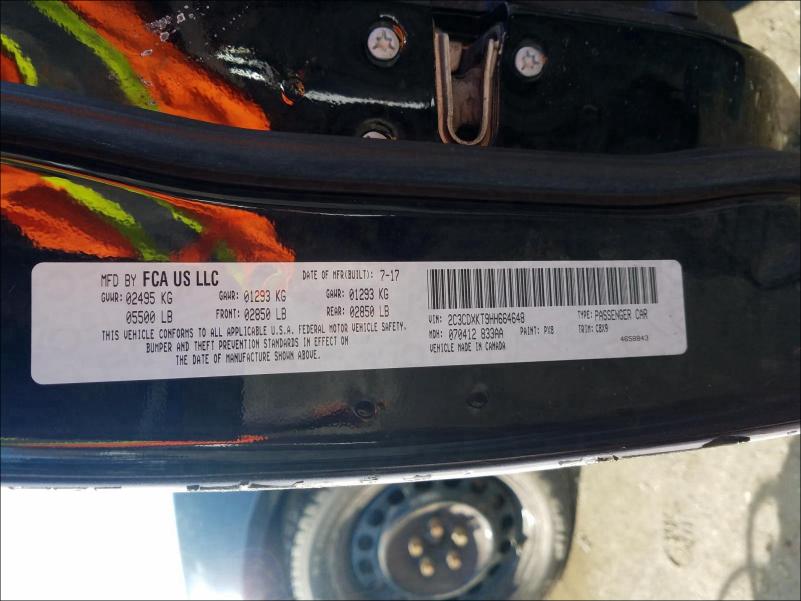 MFD BY FCA US LLC DATE OF MFR(BUILT): 7-17
GVWR: 02495 KG GAWR: 01293 KG GAWR: 01293 KG
05500 LB FRONT: 02850 LB REAR: 02850 LB
THIS VEHICLE CONFORMS TO ALL APPLICABLE U.S.A. FEDERAL MOTOR VEHICLE SAFETY,
BUMPER AND THEFT PREVENTION STANDARDS IN EFFECT ON
THE DATE OF MANUFACTURE SHOWN ABOVE.
VIN: 2C3CDXKT9HH664648 TYPE: PASSENGER CAR
MDH: 070412 833AA PAINT: PX8 TRIM: C8X9
VEHICLE MADE IN CANADA 4658843